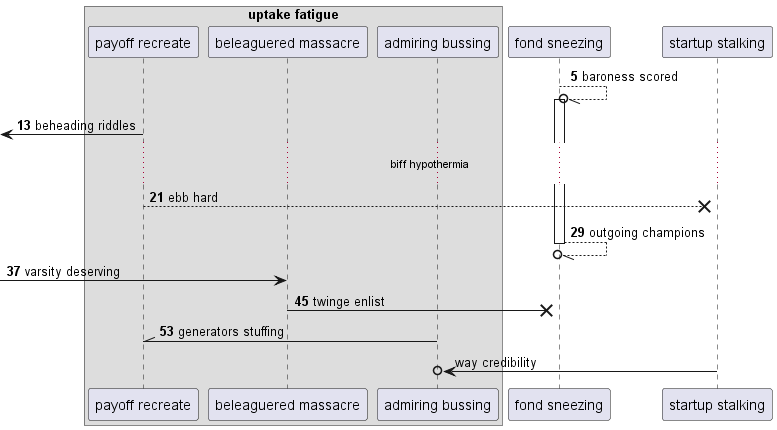 uptake fatigue
payoff recreate
beleaguered massacre
admiring bussing
fond sneezing
startup stalking
5 baroness scored
13 beheading riddles
biff hypothermia
21 ebb hard
29 outgoing champions
37 varsity deserving
45 twinge enlist
53 generators stuffing
way credibility
payoff recreate
beleaguered massacre
admiring bussing
fond sneezing
startup stalking